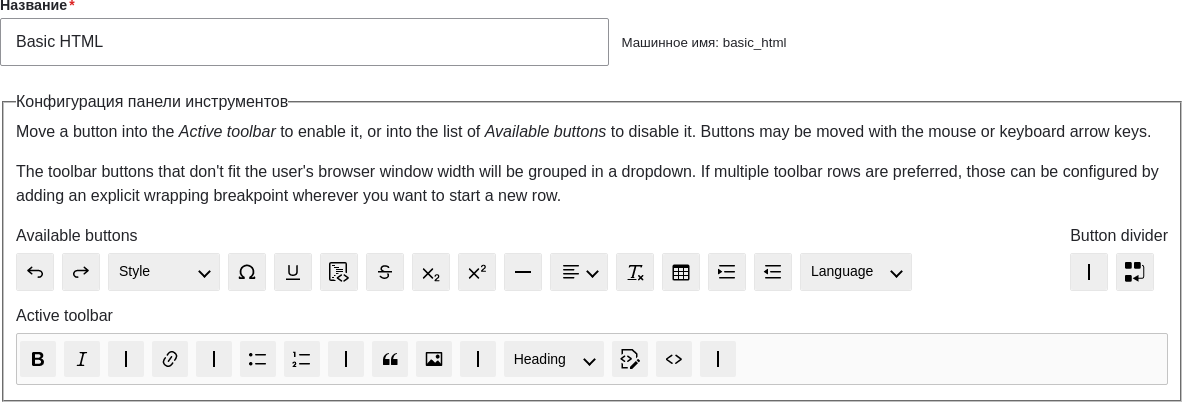 Название*
Basic HTML
Машинное имя: basic_html
Конфигурация панели инструментов
Move a button into the Active toolbar to enable it, or into the list of Available buttons to disable it. Buttons may be moved with the mouse or keyboard arrow keys.
The toolbar buttons that don't fit the user's browser window width will be grouped in a dropdown. If multiple toolbar rows are preferred, those can be configured by
adding an explicit wrapping breakpoint wherever you want to start a new row.
Available buttons
Button divider
Style
Language
Active toolbar
Heading